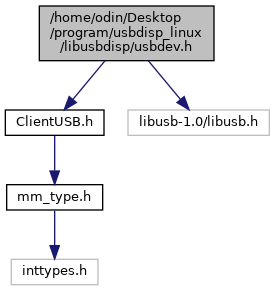 /home/odin/Desktop
/program/usbdisp_linux
/libusbdisp/usbdev.h
ClientUSB.h
libusb-1.0/libusb.h
mm_type.h
inttypes.h